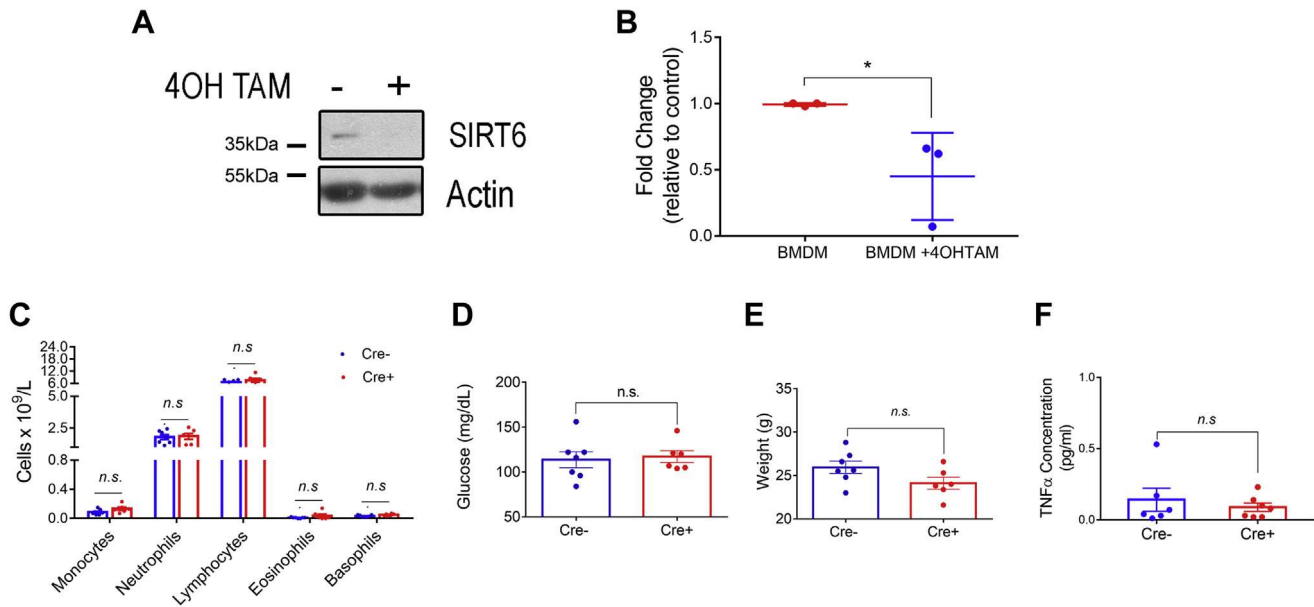 A
4OH TAM - +
35kDa SIRT6
55kDa Actin
B
Fold Change
(relative to control)
1.5
1.0
0.5
0.0
*
BMDM BMDM +4OHTAM
C
Cells x 10⁹/L
24.0
18.0
12.0
6.0
5.0
2.5
0.8
0.4
0.0
n.s. n.s n.s n.s n.s
Cre-
Cre+
Monocytes
Neutrophils
Lymphocytes
Eosinophils
Basophils
D
Glucose (mg/dL)
200
150
100
50
n.s.
Cre- Cre+
E
Weight (g)
35
30
25
20
n.s.
Cre- Cre+
F
TNFα Concentration
(pg/ml)
1.0
0.5
0.0
n.s
Cre- Cre+